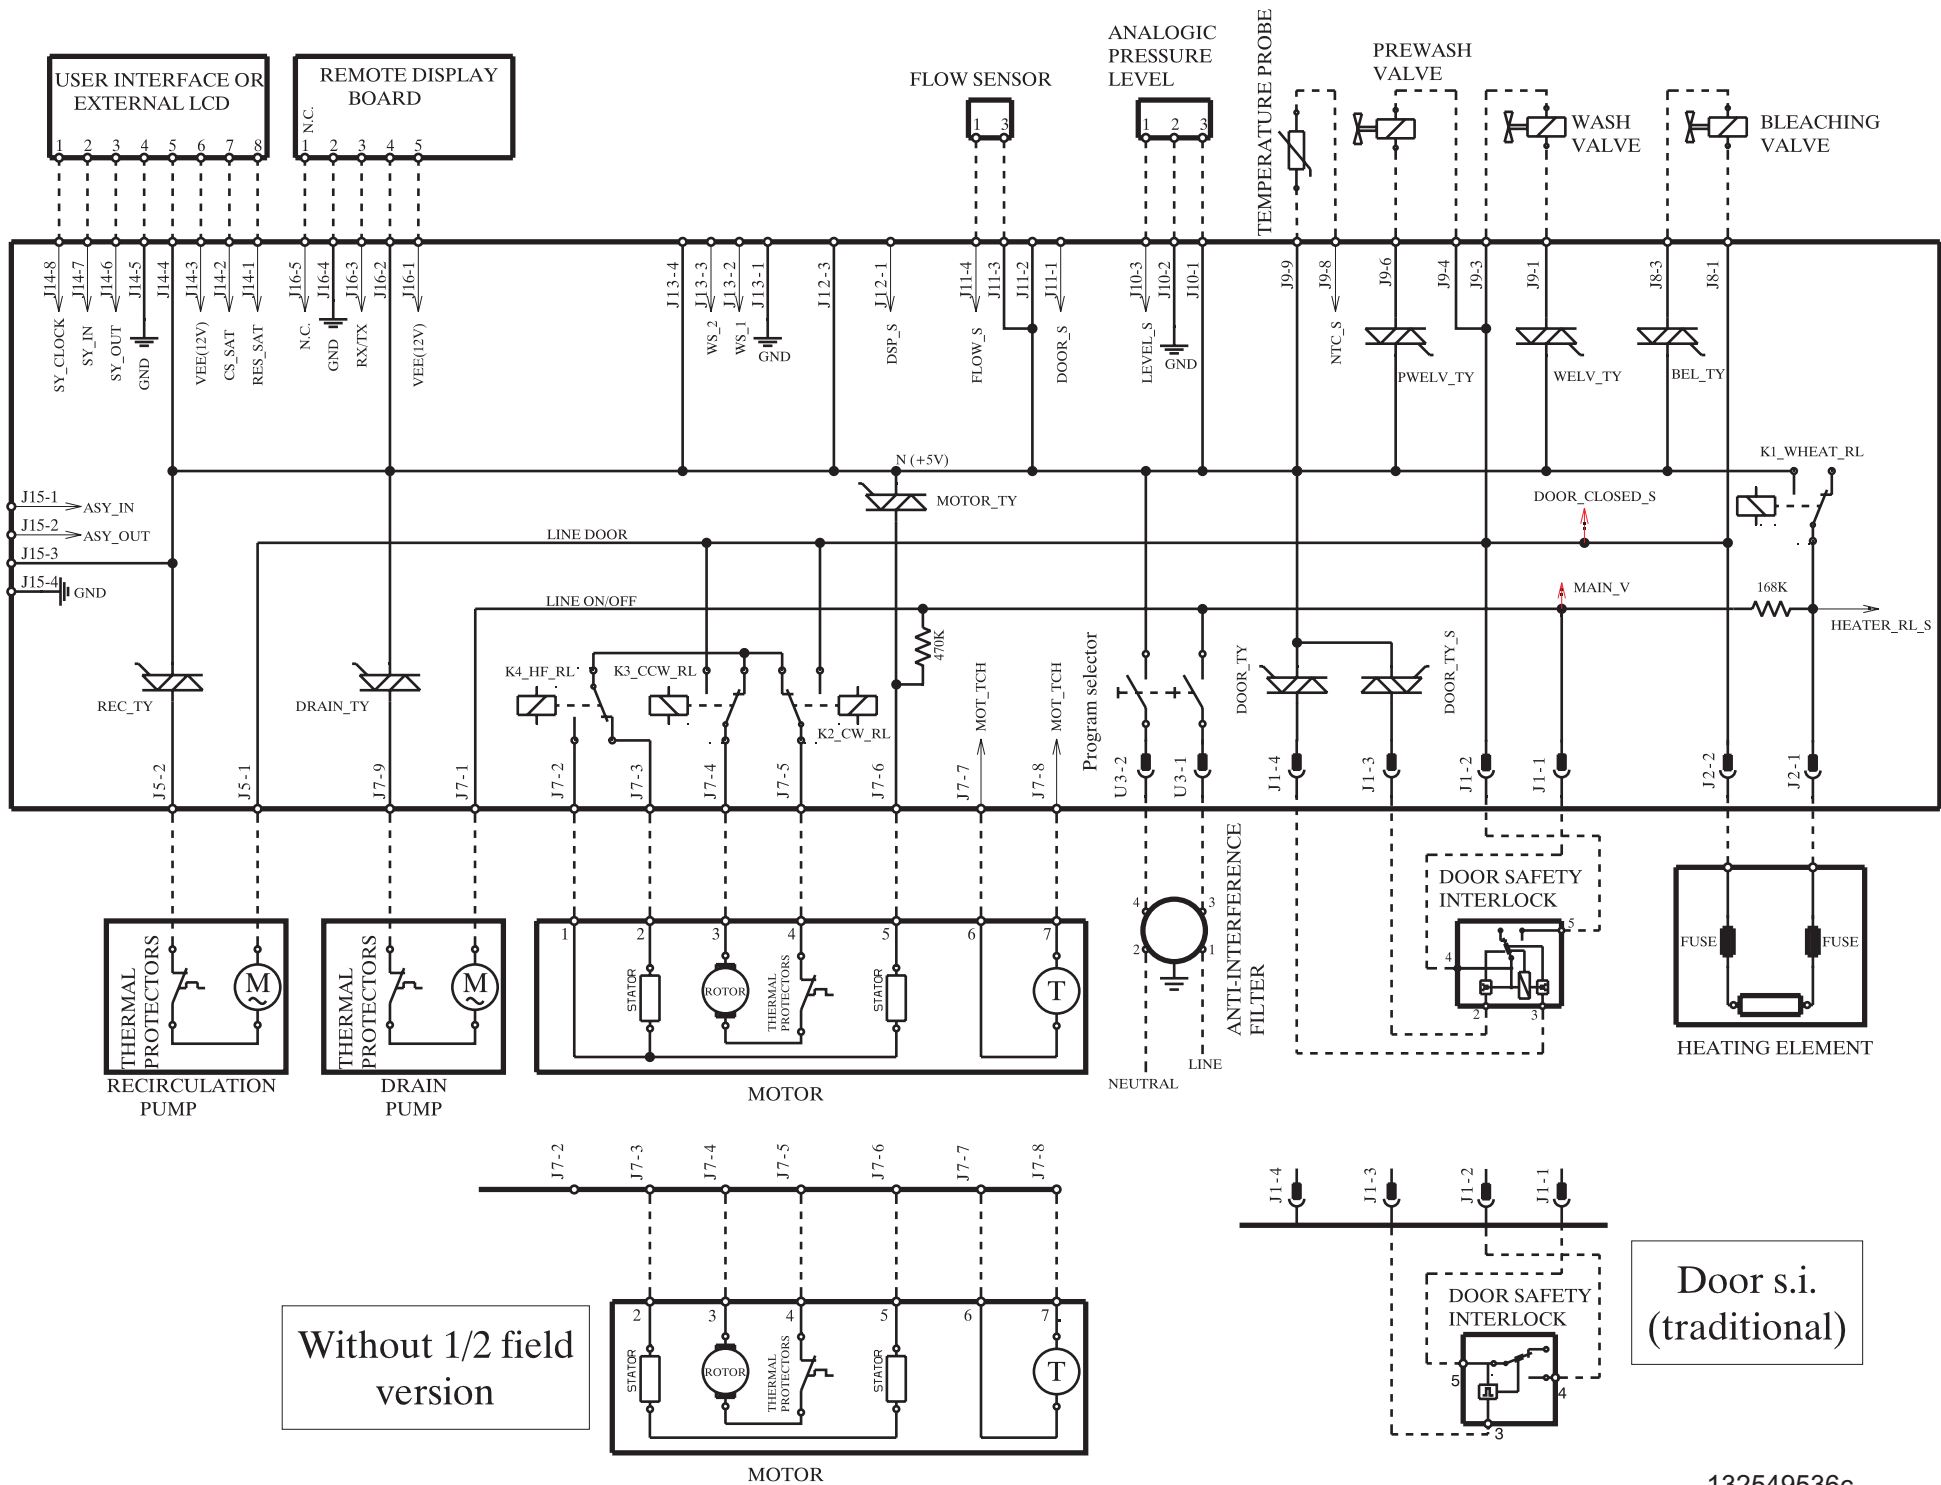 USER INTERFACE OR
EXTERNAL LCD
1 2 3 4 5 6 7 8
REMOTE DISPLAY
BOARD
N.C.
1 2 3 4 5
FLOW SENSOR
1 3
ANALOGIC
PRESSURE
LEVEL
1 2 3
TEMPERATURE PROBE
PREWASH
VALVE
WASH
VALVE
BLEACHING
VALVE
J14-8 J14-7 J14-6 J14-5 J14-4 J14-3 J14-2 J14-1 J16-5 J16-4 J16-3 J16-2 J16-1 J13-4 J13-3 J13-2 J13-1 J12-3 J12-1 J11-4 J11-3 J11-2 J11-1 J10-3 J10-2 J10-1 J9-9 J9-8 J9-6 J9-4 J9-3 J9-1 J8-3 J8-1
SY_CLOCK SY_IN SY_OUT GND VEE(12V) CS_SAT RES_SAT N.C. GND RX/TX VEE(12V) WS_2 WS_1 GND DSP_S FLOW_S DOOR_S LEVEL_S GND NTC_S
PWELV_TY WELV_TY BEL_TY
N (+5V)
K1_WHEAT_RL
J15-1 ASY_IN
J15-2 ASY_OUT
J15-3
J15-4 GND
MOTOR_TY
DOOR_CLOSED_S
LINE DOOR
LINE ON/OFF
MAIN_V
168K
HEATER_RL_S
470K
REC_TY
DRAIN_TY
K4_HF_RL
K3_CCW_RL
K2_CW_RL
MOT_TCH MOT_TCH
Program selector
DOOR_TY DOOR_TY_S
J5-2 J5-1 J7-9 J7-1 J7-2 J7-3 J7-4 J7-5 J7-6 J7-7 J7-8 U3-2 U3-1 J1-4 J1-3 J1-2 J1-1 J2-2 J2-1
THERMAL
PROTECTORS
M
RECIRCULATION
PUMP
THERMAL
PROTECTORS
M
DRAIN
PUMP
1 2 3 4 5 6 7
STATOR
ROTOR
THERMAL
PROTECTORS
STATOR
T
MOTOR
4 3
2 1
ANTI-INTERFERENCE
FILTER
NEUTRAL
LINE
DOOR SAFETY
INTERLOCK
5
4
2 3
FUSE FUSE
HEATING ELEMENT
J7-2 J7-3 J7-4 J7-5 J7-6 J7-7 J7-8
2 3 4 5 6 7
STATOR
ROTOR
THERMAL
PROTECTORS
STATOR
T
MOTOR
Without 1/2 field
version
J1-4 J1-3 J1-2 J1-1
DOOR SAFETY
INTERLOCK
5
4
3
Door s.i.
(traditional)